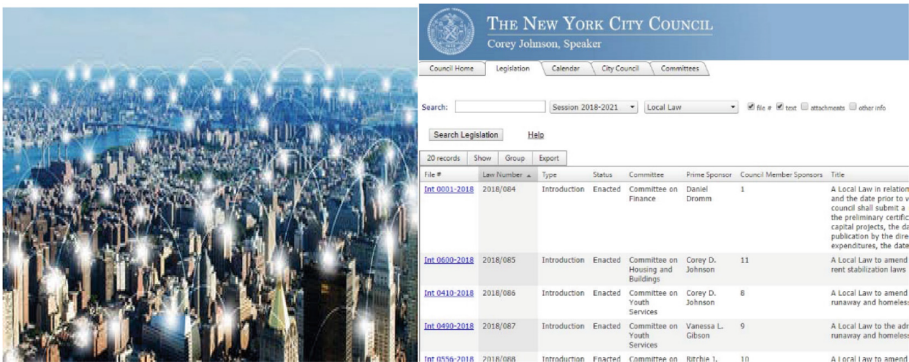 THE NEW YORK CITY COUNCIL
Corey Johnson, Speaker
Council Home Legislation Calendar City Council Committees
Search: Session 2018-2021 Local Law file # text attachments other info
Search Legislation Help
20 records Show Group Export
File # Law Number Type Status Committee Prime Sponsor Council Member Sponsors Title
Int 0001-2018 2018/084 Introduction Enacted Committee on Daniel 1 A Local Law in relation
Finance Dromm and the date prior to
council shall submit a
the preliminary certific
capital projects, the da
publication by the dire
expenditures, the date
Int 0600-2018 2018/085 Introduction Enacted Committee on Corey D. 11 A Local Law to amend
Housing and Johnson rent stabilization laws
Buildings
Int 0410-2018 2018/086 Introduction Enacted Committee on Corey D. 8 A Local Law to amend
Youth Johnson runaway and homeless
Services
Int 0490-2018 2018/087 Introduction Enacted Committee on Vanessa L. 9 A Local Law to the adr
Youth Gibson runaway and homeless
Services
Int 0556-2018 2018/088 Introduction Enacted Committee on Ritchie J. 10 A Local Law to amend